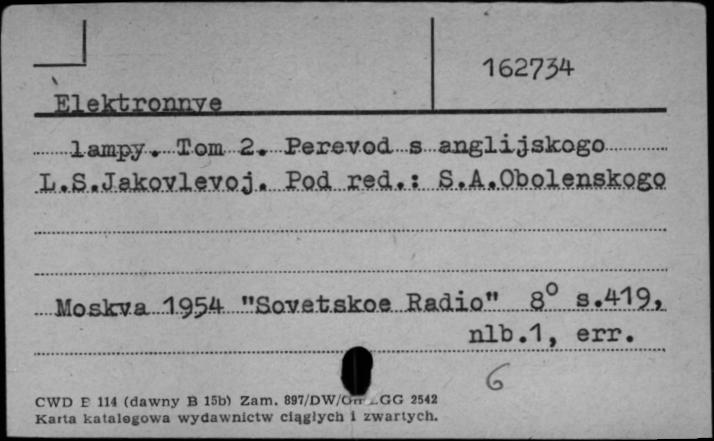 162734
Elektronnye
lampy. Tom 2. Perevod s anglijskogo
L.S.Jakovlevoj. Pod red.: S.A.Obolenskogo
Moskva 1954 "Sovetskoe Radio" 8° s.419,
nlb.1, err.
6
CWD E 114 (dawny B 15b) Zam. 897/DW/ GG 2542
Karta katalogowa wydawnictw ciągłych i zwartych.